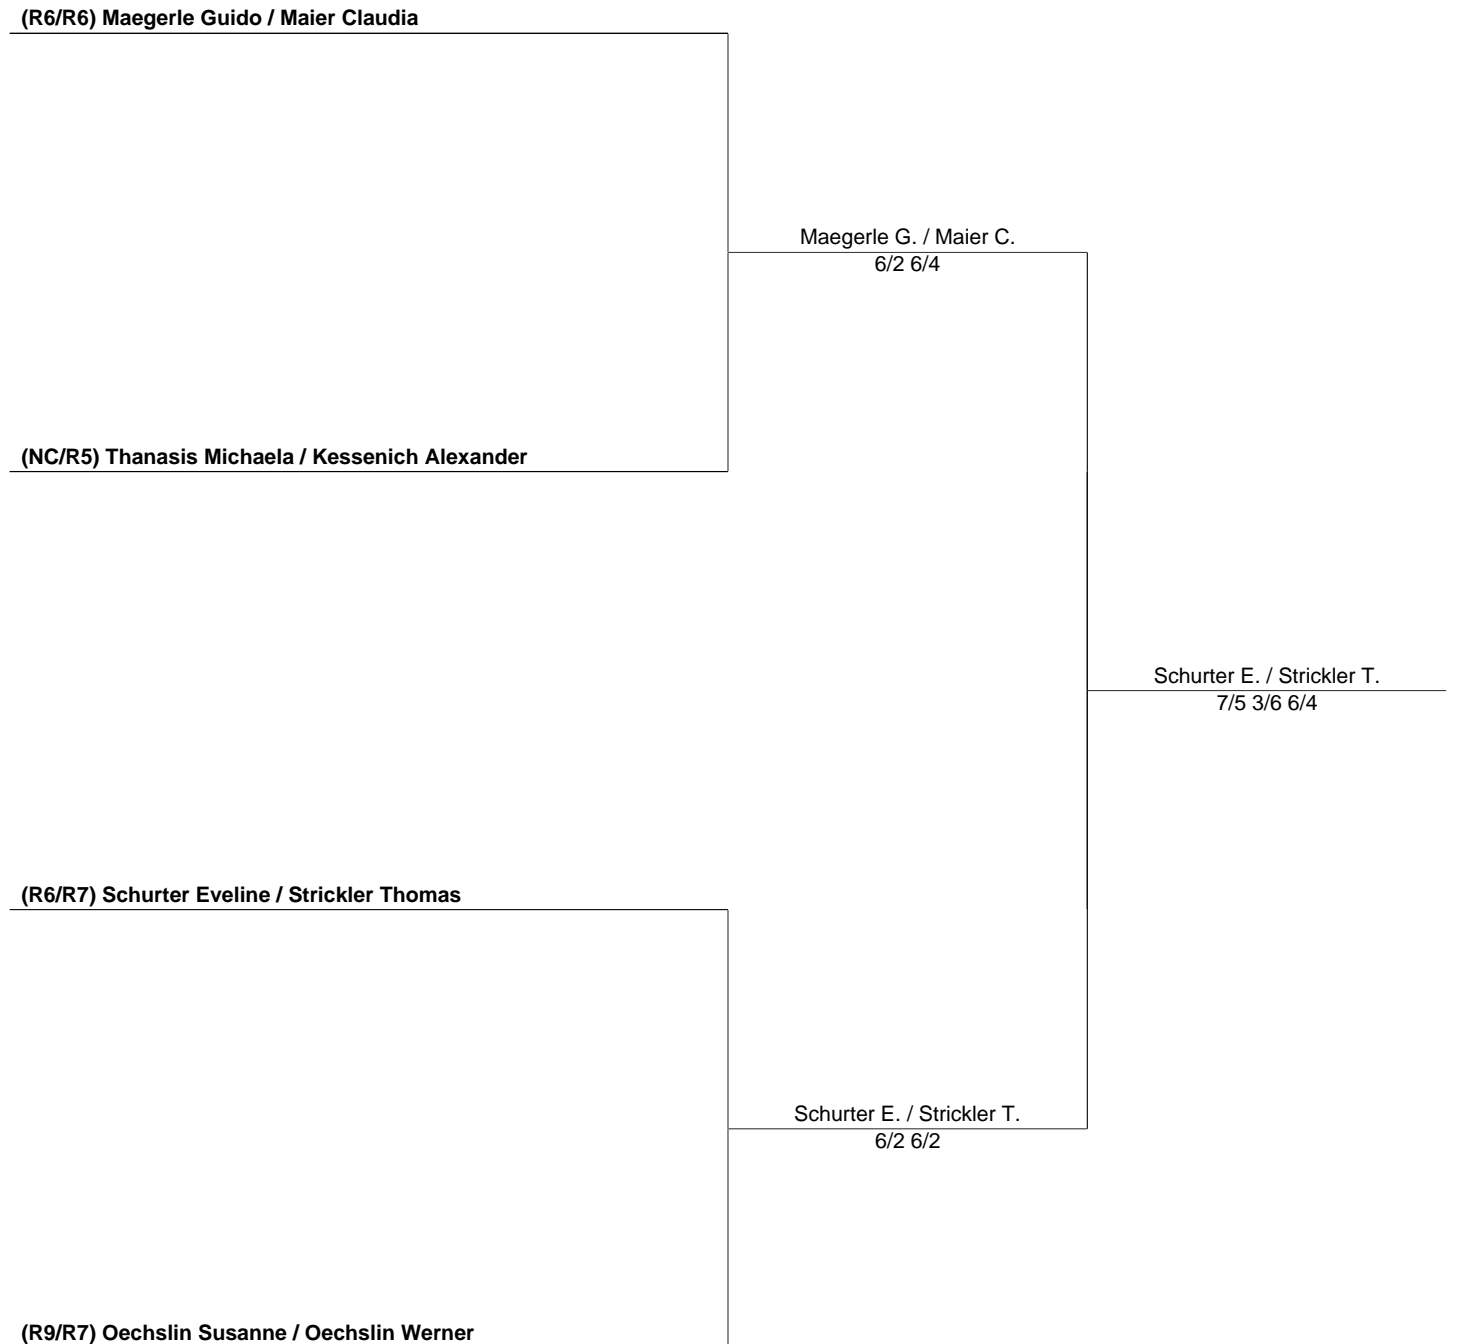 (R6/R6) Maegerle Guido / Maier Claudia
Maegerle G. / Maier C.
6/2 6/4
(NC/R5) Thanasis Michaela / Kessenich Alexander
Schurter E. / Strickler T.
7/5 3/6 6/4
(R6/R7) Schurter Eveline / Strickler Thomas
Schurter E. / Strickler T.
6/2 6/2
(R9/R7) Oechslin Susanne / Oechslin Werner